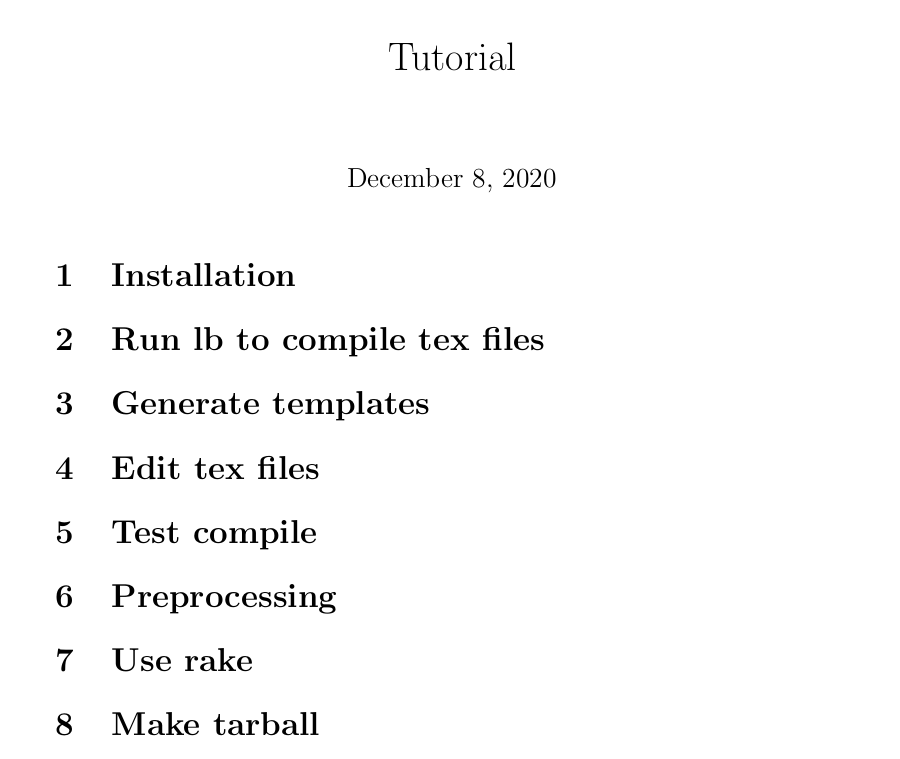 Tutorial
December 8, 2020
1 Installation
2 Run lb to compile tex files
3 Generate templates
4 Edit tex files
5 Test compile
6 Preprocessing
7 Use rake
8 Make tarball